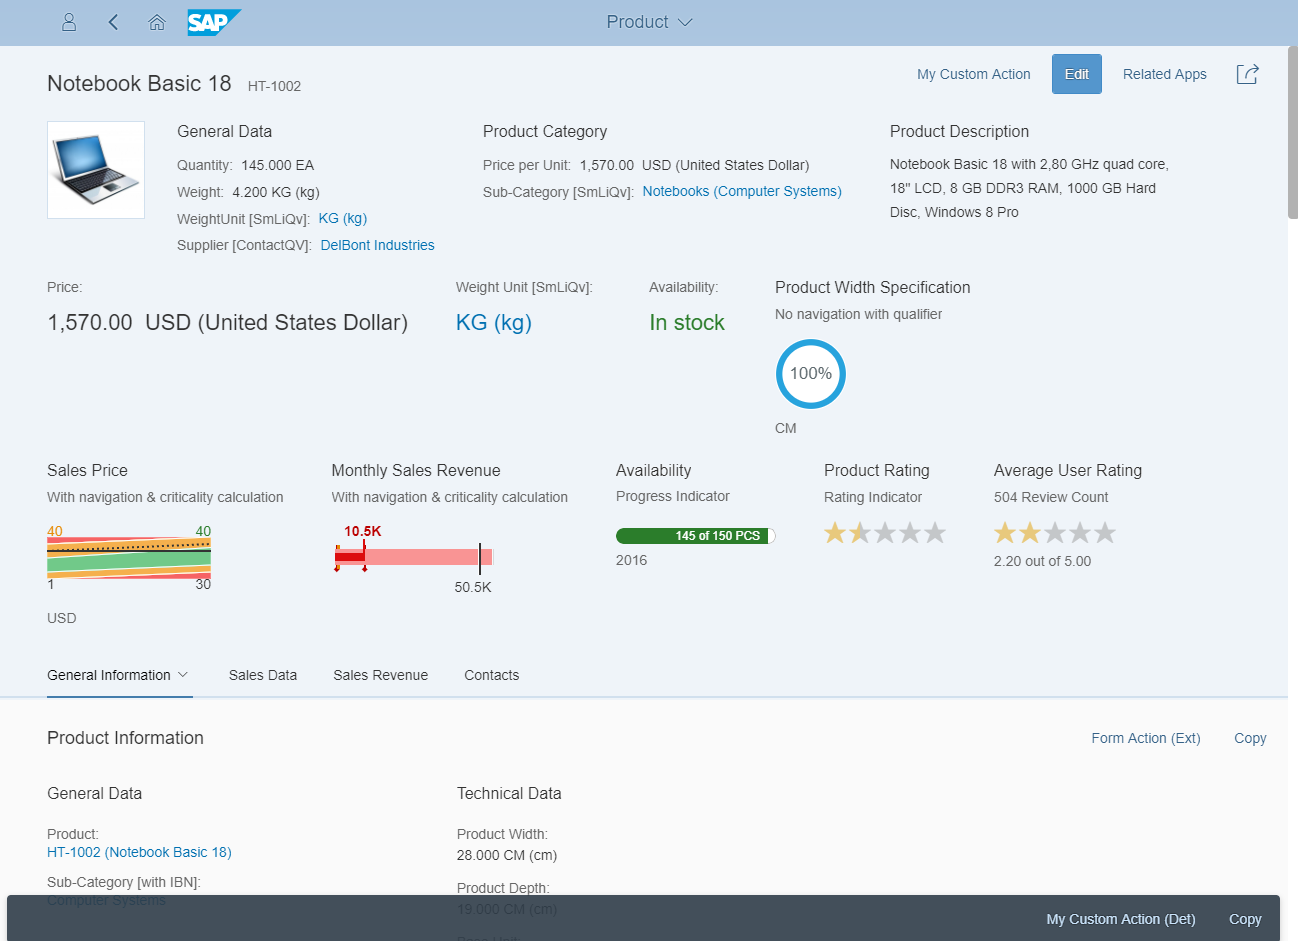 SAP
Product
Notebook Basic 18 HT-1002
My Custom Action Edit Related Apps
General Data
Quantity: 145.000 EA
Weight: 4.200 KG (kg)
WeightUnit [SmLiQv]: KG (kg)
Supplier [ContactQV]: DelBont Industries
Product Category
Price per Unit: 1,570.00 USD (United States Dollar)
Sub-Category [SmLiQv]: Notebooks (Computer Systems)
Product Description
Notebook Basic 18 with 2,80 GHz quad core,
18" LCD, 8 GB DDR3 RAM, 1000 GB Hard
Disc, Windows 8 Pro
Price:
1,570.00 USD (United States Dollar)
Weight Unit [SmLiQv]:
KG (kg)
Availability:
In stock
Product Width Specification
No navigation with qualifier
100%
CM
Sales Price
With navigation & criticality calculation
40 40
1 30
USD
Monthly Sales Revenue
With navigation & criticality calculation
10.5K
50.5K
Availability
Progress Indicator
145 of 150 PCS
2016
Product Rating
Rating Indicator
Average User Rating
504 Review Count
2.20 out of 5.00
General Information Sales Data Sales Revenue Contacts
Product Information
Form Action (Ext) Copy
General Data
Product:
HT-1002 (Notebook Basic 18)
Sub-Category [with IBN]:
Computer Systems
Technical Data
Product Width:
28.000 CM (cm)
Product Depth:
19.000 CM (cm)
My Custom Action (Det) Copy